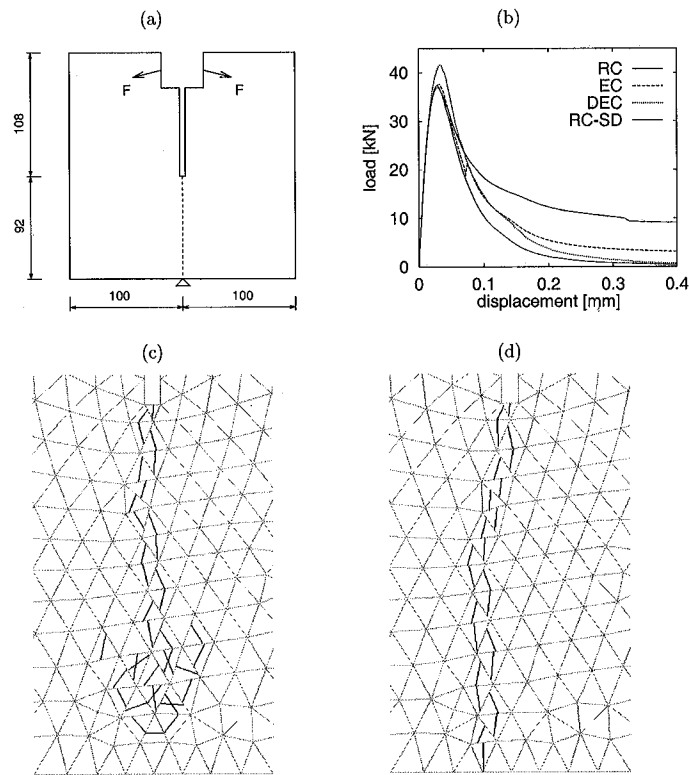 (a)
F
F
108
92
100
100
(b)
40
30
20
10
0
load [kN]
RC
EC
DEC
RC-SD
0
0.1
0.2
0.3
0.4
displacement [mm]
(c)
(d)